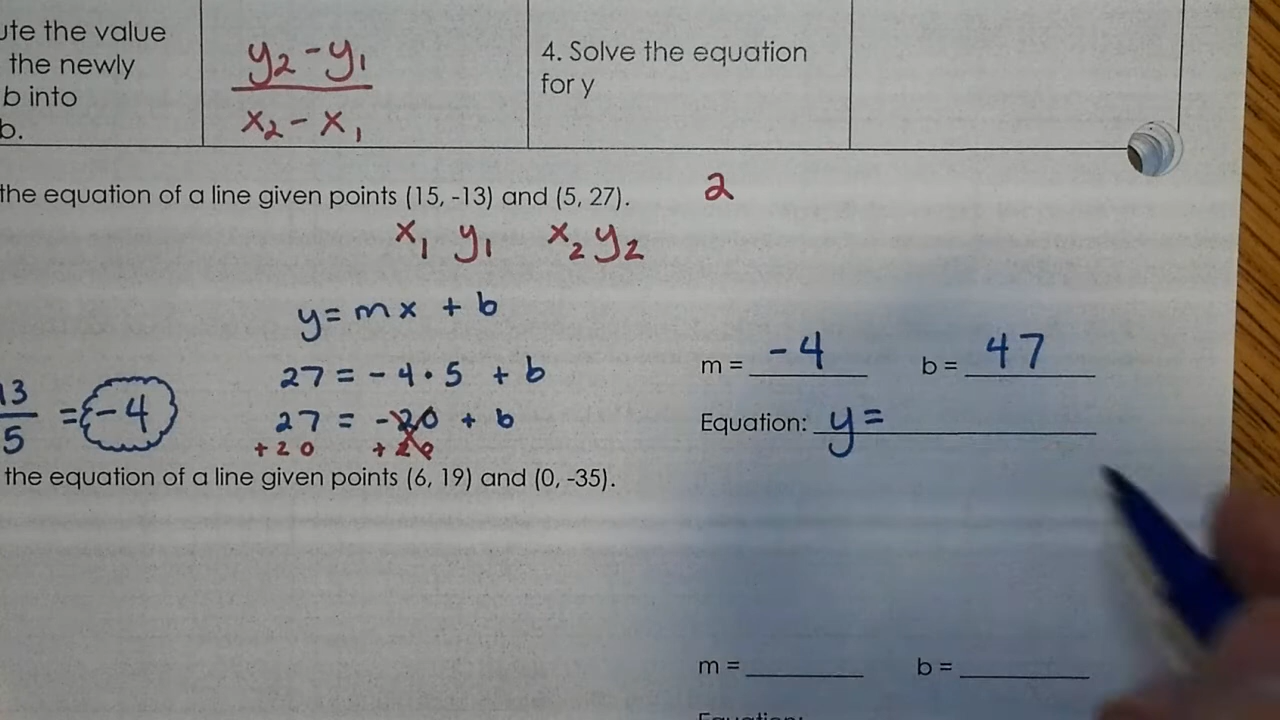 ute the value
the newly
b into
b.
y2 - y1
x2 - x1
4. Solve the equation
for y
the equation of a line given points (15, -13) and (5, 27). 2
x1 y1 x2 y2
y = mx + b
27 = -4 • 5 + b
27 = -20 + b
+20 +20
13
5
= -4
m = -4 b = 47
Equation: y =
the equation of a line given points (6, 19) and (0, -35).
m = b =
Equation: